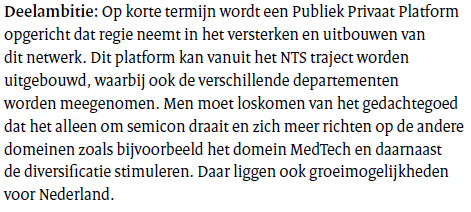 Deelambitie: Op korte termijn wordt een Publiek Privaat Platform
opgericht dat regie neemt in het versterken en uitbouwen van
dit netwerk. Dit platform kan vanuit het NTS traject worden
uitgebouwd, waarbij ook de verschillende departementen
worden meegenomen. Men moet loskomen van het gedachtegoed
dat het alleen om semicon draait en zich meer richten op de andere
domeinen zoals bijvoorbeeld het domein MedTech en daarnaast
de diversificatie stimuleren. Daar liggen ook groeimogelijkheden
voor Nederland.